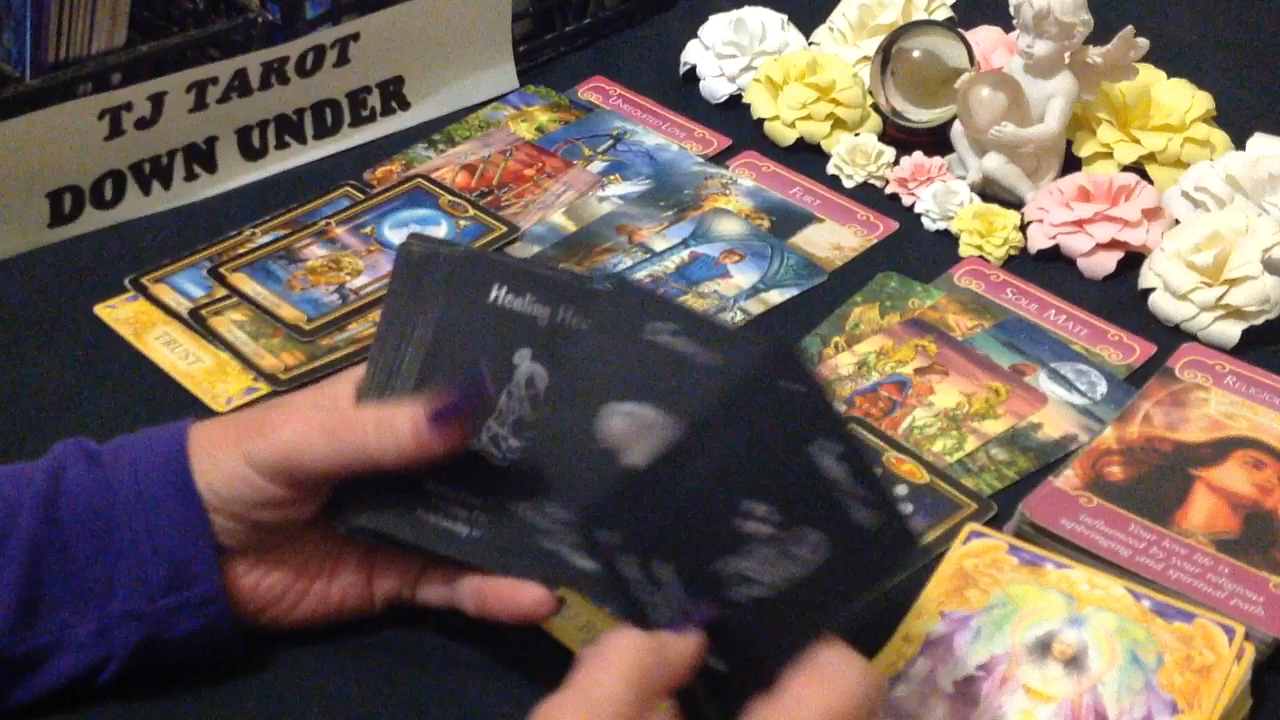 TJ TAROT
DOWN UNDER
UNREQUITED LOVE
FLIRT
SOUL MATE
TRUST
Healing
Your love life is
influenced by your religious
upbringing and spiritual path.